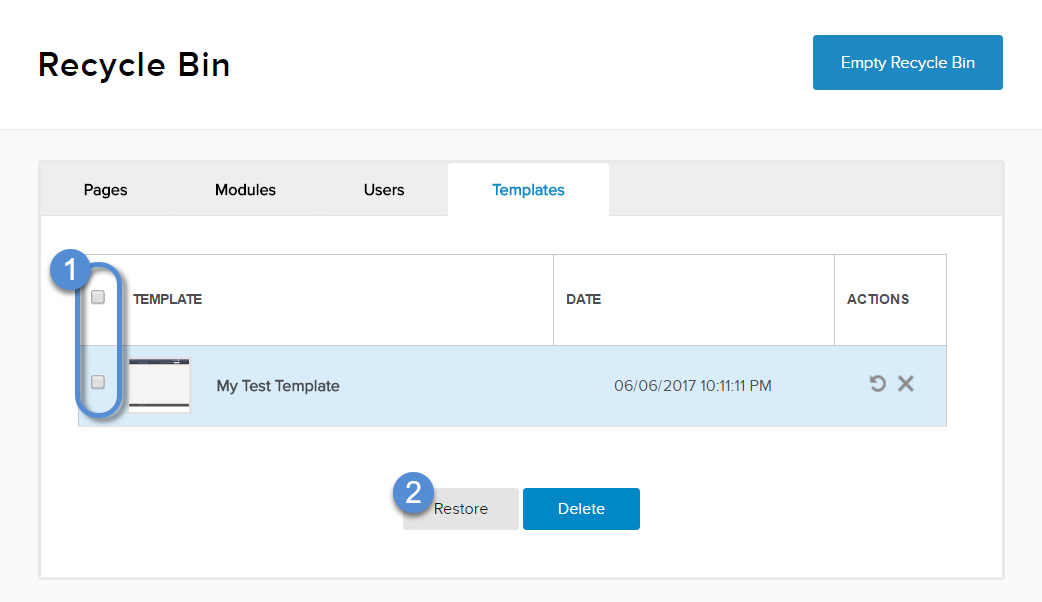 Recycle Bin
Empty Recycle Bin
Pages Modules Users Templates
1
TEMPLATE DATE ACTIONS
My Test Template 06/06/2017 10:11:11 PM
2
Restore Delete